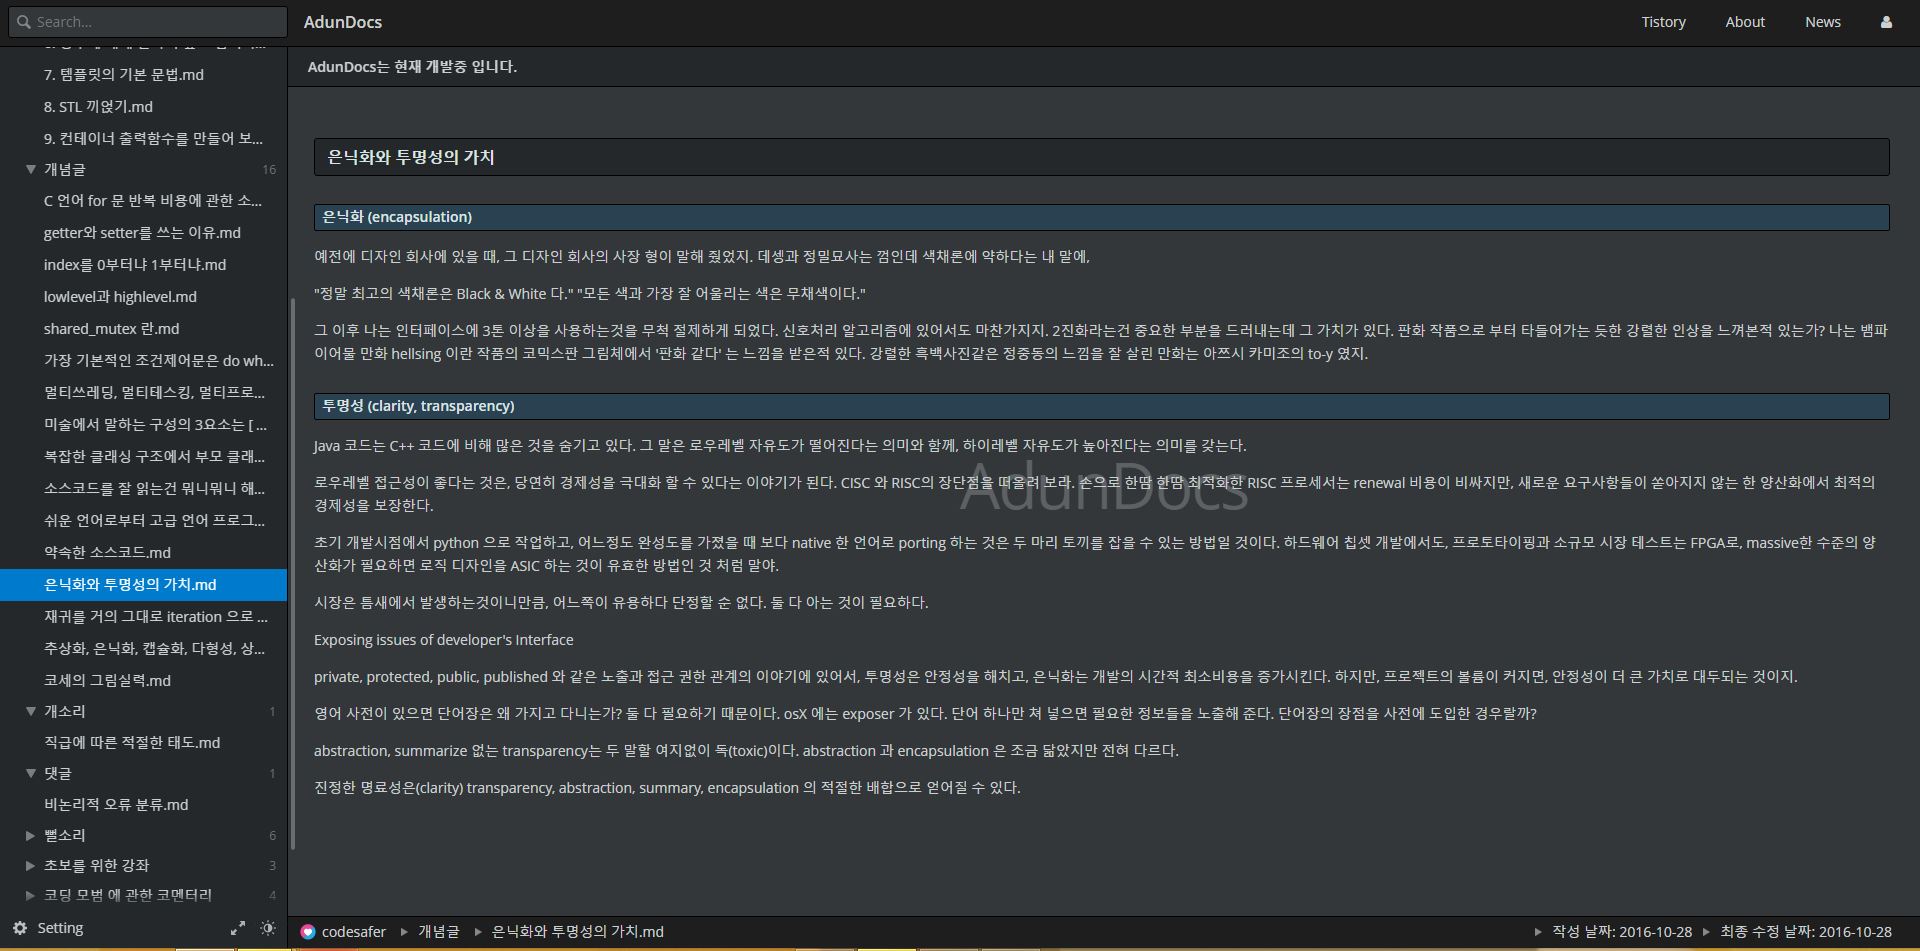 Search...
AdunDocs
Tistory
About
News
7. 템플릿의 기본 문법.md
8. STL 끼얹기.md
9. 컨테이너 출력함수를 만들어 보...
개념글 16
C 언어 for 문 반복 비용에 관한 소...
getter와 setter를 쓰는 이유.md
index를 0부터냐 1부터냐.md
lowlevel과 highlevel.md
shared_mutex 란.md
가장 기본적인 조건제어문은 do wh...
멀티쓰레딩, 멀티테스킹, 멀티프로...
미술에서 말하는 구성의 3요소는 [ ...
복잡한 클래싱 구조에서 부모 클래...
소스코드를 잘 읽는건 뭐니뭐니 해...
쉬운 언어로부터 고급 언어 프로그...
약속한 소스코드.md
은닉화와 투명성의 가치.md
재귀를 거의 그대로 iteration 으로 ...
추상화, 은닉화, 캡슐화, 다형성, 상...
코세의 그림실력.md
개소리 1
직급에 따른 적절한 태도.md
댓글 1
비논리적 오류 분류.md
뻘소리 6
초보를 위한 강좌 3
코딩 모범 에 관한 코멘터리 4
Setting
AdunDocs는 현재 개발중 입니다.
은닉화와 투명성의 가치
은닉화 (encapsulation)
예전에 디자인 회사에 있을 때, 그 디자인 회사의 사장 형이 말해 줬었지. 데셍과 정밀묘사는 껌인데 색채론에 약하다는 내 말에,
"정말 최고의 색채론은 Black & White 다." "모든 색과 가장 잘 어울리는 색은 무채색이다."
그 이후 나는 인터페이스에 3톤 이상을 사용하는것을 무척 절제하게 되었다. 신호처리 알고리즘에 있어서도 마찬가지지. 2진화라는건 중요한 부분을 드러내는데 그 가치가 있다. 판화 작품으로 부터 타들어가는 듯한 강렬한 인상을 느껴본적 있는가? 나는 뱀파
이어물 만화 hellsing 이란 작품의 코믹스판 그림체에서 '판화 같다' 는 느낌을 받은적 있다. 강렬한 흑백사진같은 정중동의 느낌을 잘 살린 만화는 아쯔시 카미조의 to-y 였지.
투명성 (clarity, transparency)
Java 코드는 C++ 코드에 비해 많은 것을 숨기고 있다. 그 말은 로우레벨 자유도가 떨어진다는 의미와 함께, 하이레벨 자유도가 높아진다는 의미를 갖는다.
로우레벨 접근성이 좋다는 것은, 당연히 경제성을 극대화 할 수 있다는 이야기가 된다. CISC 와 RISC의 장단점을 떠올려 보라. 손으로 한땀 한땀 최적화한 RISC 프로세서는 renewal 비용이 비싸지만, 새로운 요구사항들이 쏟아지지 않는 한 양산화에서 최적의
경제성을 보장한다.
AdunDocs
초기 개발시점에서 python 으로 작업하고, 어느정도 완성도를 가졌을 때 보다 native 한 언어로 porting 하는 것은 두 마리 토끼를 잡을 수 있는 방법일 것이다. 하드웨어 칩셋 개발에서도, 프로토타이핑과 소규모 시장 테스트는 FPGA로, massive한 수준의 양
산화가 필요하면 로직 디자인을 ASIC 하는 것이 유효한 방법인 것 처럼 말야.
시장은 틈새에서 발생하는것이니만큼, 어느쪽이 유용하다 단정할 순 없다. 둘 다 아는 것이 필요하다.
Exposing issues of developer's Interface
private, protected, public, published 와 같은 노출과 접근 권한 관계의 이야기에 있어서, 투명성은 안정성을 해치고, 은닉화는 개발의 시간적 최소비용을 증가시킨다. 하지만, 프로젝트의 볼륨이 커지면, 안정성이 더 큰 가치로 대두되는 것이지.
영어 사전이 있으면 단어장은 왜 가지고 다니는가? 둘 다 필요하기 때문이다. osX 에는 exposer 가 있다. 단어 하나만 쳐 넣으면 필요한 정보들을 노출해 준다. 단어장의 장점을 사전에 도입한 경우랄까?
abstraction, summarize 없는 transparency는 두 말할 여지없이 독(toxic)이다. abstraction 과 encapsulation 은 조금 닮았지만 전혀 다르다.
진정한 명료성은(clarity) transparency, abstraction, summary, encapsulation 의 적절한 배합으로 얻어질 수 있다.
codesafer 개념글 은닉화와 투명성의 가치.md
작성 날짜: 2016-10-28 최종 수정 날짜: 2016-10-28